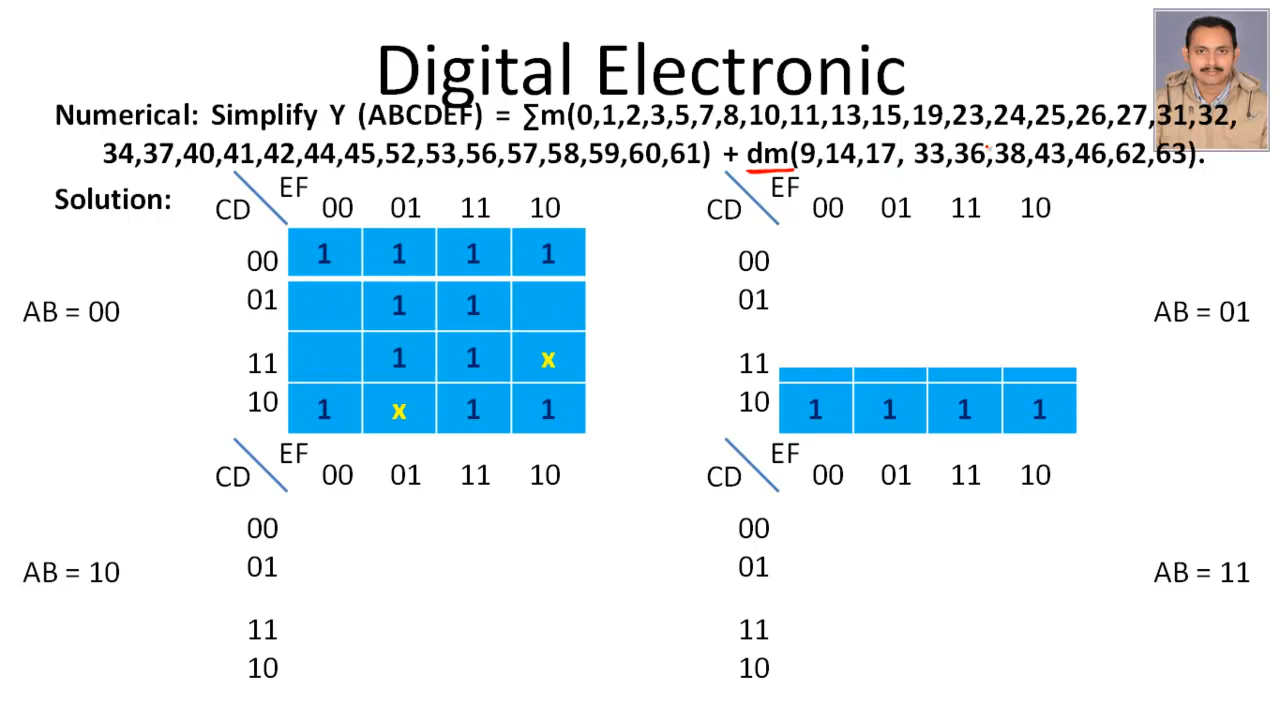 Digital Electronic
Numerical: Simplify Y (ABCDEF) = ∑m(0,1,2,3,5,7,8,10,11,13,15,19,23,24,25,26,27,31,32,
34,37,40,41,42,44,45,52,53,56,57,58,59,60,61) + dm(9,14,17, 33,36,38,43,46,62,63).
Solution:
EF
CD 00 01 11 10
00 1 1 1 1
01 1 1
11 1 1 x
10 1 x 1 1
AB = 00
EF
CD 00 01 11 10
00
01
11
10 1 1 1 1
AB = 01
EF
CD 00 01 11 10
00
01
11
10
AB = 10
EF
CD 00 01 11 10
00
01
11
10
AB = 11